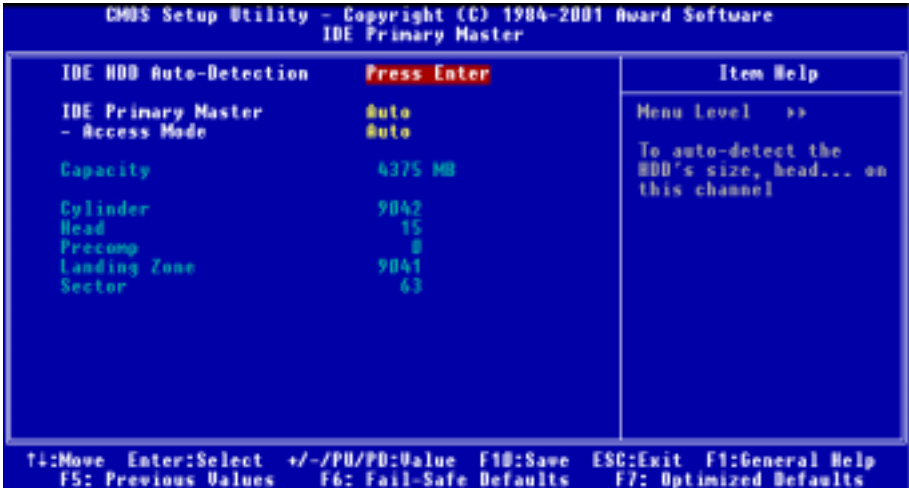 CMOS Setup Utility - Copyright (C) 1984-2001 Award Software
IDE Primary Master
IDE HDD Auto-Detection Press Enter
IDE Primary Master Auto
- Access Mode Auto
Capacity 4375 MB
Cylinder 9042
Head 15
Precomp 0
Landing Zone 9041
Sector 63
Item Help
Menu Level >>
To auto-detect the
HDD's size, head... on
this channel
↑↓:Move Enter:Select +/-/PU/PD:Value F10:Save ESC:Exit F1:General Help
F5: Previous Values F6: Fail-Safe Defaults F7: Optimized Defaults